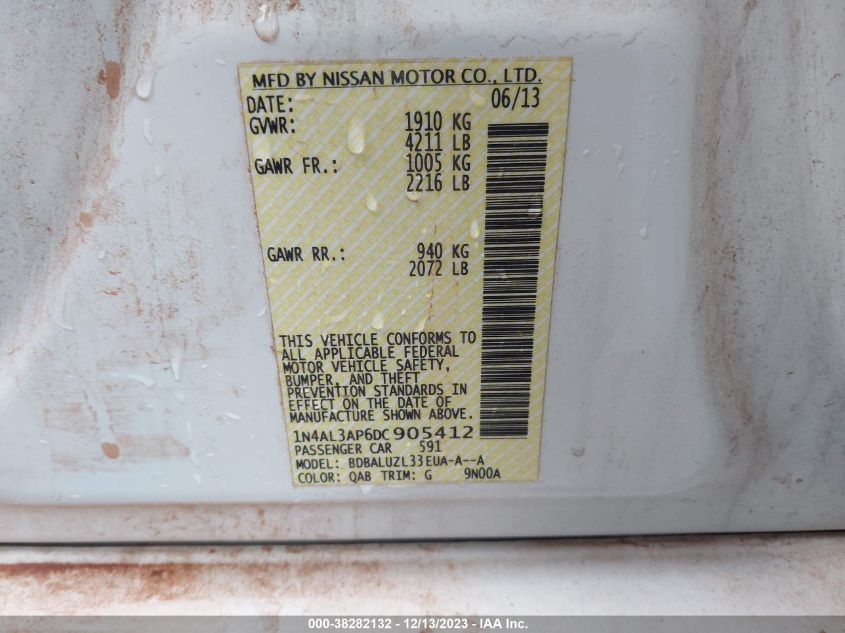 MFD BY NISSAN MOTOR CO., LTD.
DATE: 06/13
GVWR: 1910 KG
4211 LB
GAWR FR.: 1005 KG
2216 LB
GAWR RR.: 940 KG
2072 LB
THIS VEHICLE CONFORMS TO
ALL APPLICABLE FEDERAL
MOTOR VEHICLE SAFETY,
BUMPER, AND THEFT
PREVENTION STANDARDS IN
EFFECT ON THE DATE OF
MANUFACTURE SHOWN ABOVE.
1N4AL3AP6DC905412
PASSENGER CAR 591
MODEL: BDBALUZL33EUA-A--A
COLOR: QAB TRIM: G 9N00A
000-38282132 - 12/13/2023 - IAA Inc.